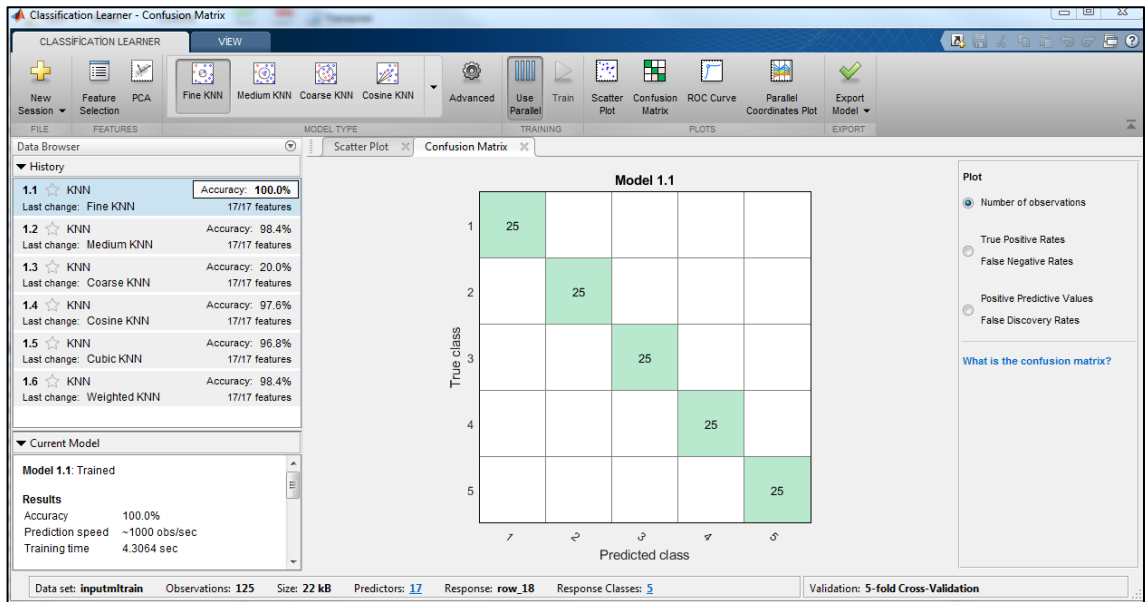 Classification Learner - Confusion Matrix
CLASSIFICATION LEARNER VIEW
New Session
Feature Selection
PCA
Fine KNN Medium KNN Coarse KNN Cosine KNN
Advanced
Use Parallel
Train
Scatter Plot
Confusion Matrix
ROC Curve
Parallel Coordinates Plot
Export Model
FILE FEATURES MODEL TYPE TRAINING PLOTS EXPORT
Data Browser
Scatter Plot Confusion Matrix
History
1.1 KNN Accuracy: 100.0%
Last change: Fine KNN 17/17 features
1.2 KNN Accuracy: 98.4%
Last change: Medium KNN 17/17 features
1.3 KNN Accuracy: 20.0%
Last change: Coarse KNN 17/17 features
1.4 KNN Accuracy: 97.6%
Last change: Cosine KNN 17/17 features
1.5 KNN Accuracy: 96.8%
Last change: Cubic KNN 17/17 features
1.6 KNN Accuracy: 98.4%
Last change: Weighted KNN 17/17 features
Current Model
Model 1.1: Trained
Results
Accuracy 100.0%
Prediction speed ~1000 obs/sec
Training time 4.3064 sec
Model 1.1
True class
1 25
2 25
3 25
4 25
5 25
1 2 3 4 5
Predicted class
Plot
Number of observations
True Positive Rates
False Negative Rates
Positive Predictive Values
False Discovery Rates
What is the confusion matrix?
Data set: inputmltrain Observations: 125 Size: 22 kB Predictors: 17 Response: row_18 Response Classes: 5 Validation: 5-fold Cross-Validation